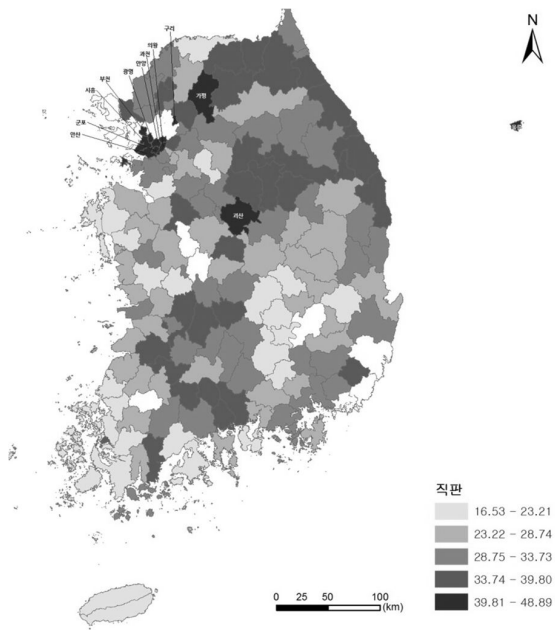 N
구리
의왕
과천
안양
광명
부천
시흥
군포
안산
가평
괴산
직판
16.53 - 23.21
23.22 - 28.74
28.75 - 33.73
33.74 - 39.80
39.81 - 48.89
0 25 50 100
(km)